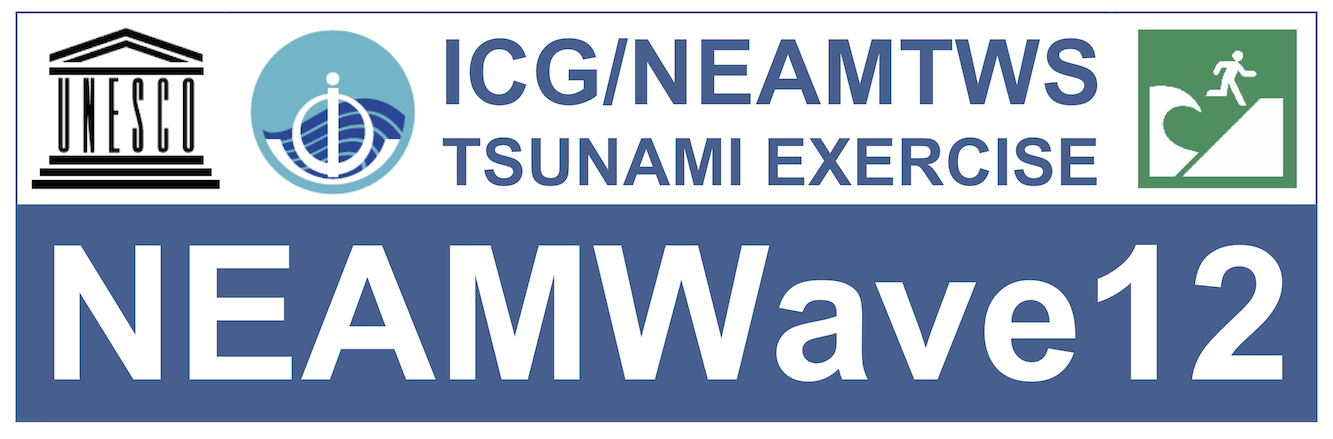 UNESCO
ICG/NEAMTWS
TSUNAMI EXERCISE
NEAMWave12